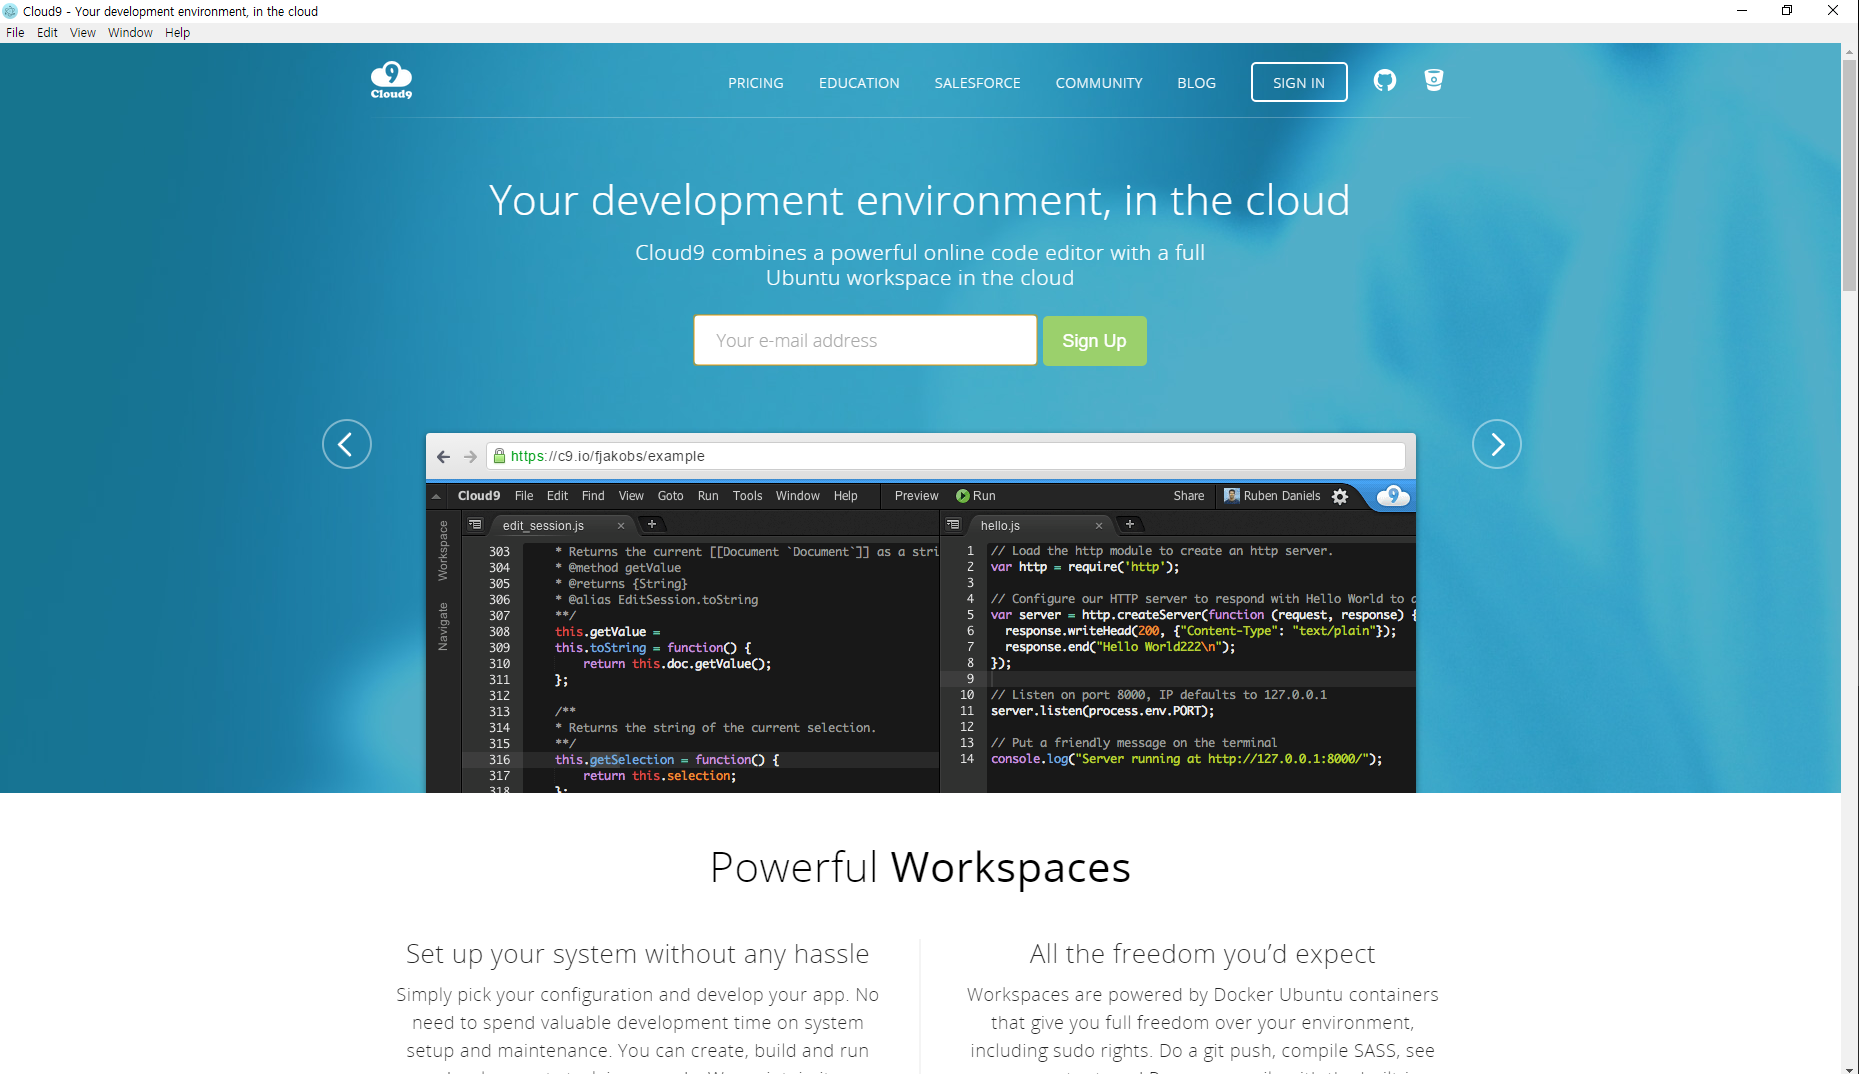 Cloud9 - Your development environment, in the cloud
File Edit View Window Help
9
Cloud9
PRICING EDUCATION SALESFORCE COMMUNITY BLOG SIGN IN
Your development environment, in the cloud
Cloud9 combines a powerful online code editor with a full
Ubuntu workspace in the cloud
Your e-mail address Sign Up
https://c9.io/fjakobs/example
Cloud9 File Edit Find View Goto Run Tools Window Help Preview Run Share Ruben Daniels 9
Workspace
Navigate
edit_session.js × +
303 * Returns the current [[Document `Document`]] as a stri
304 * @method getValue
305 * @returns {String}
306 * @alias EditSession.toString
307 **/
308 this.getValue =
309 this.toString = function() {
310 return this.doc.getValue();
311 };
312
313 /**
314 * Returns the string of the current selection.
315 **/
316 this.getSelection = function() {
317 return this.selection;
318 };
hello.js × +
1 // Load the http module to create an http server.
2 var http = require('http');
3
4 // Configure our HTTP server to respond with Hello World to a
5 var server = http.createServer(function (request, response) {
6 response.writeHead(200, {"Content-Type": "text/plain"});
7 response.end("Hello World222\n");
8 });
9
10 // Listen on port 8000, IP defaults to 127.0.0.1
11 server.listen(process.env.PORT);
12
13 // Put a friendly message on the terminal
14 console.log("Server running at http://127.0.0.1:8000/");
Powerful Workspaces
Set up your system without any hassle
Simply pick your configuration and develop your app. No
need to spend valuable development time on system
setup and maintenance. You can create, build and run
All the freedom you’d expect
Workspaces are powered by Docker Ubuntu containers
that give you full freedom over your environment,
including sudo rights. Do a git push, compile SASS, see